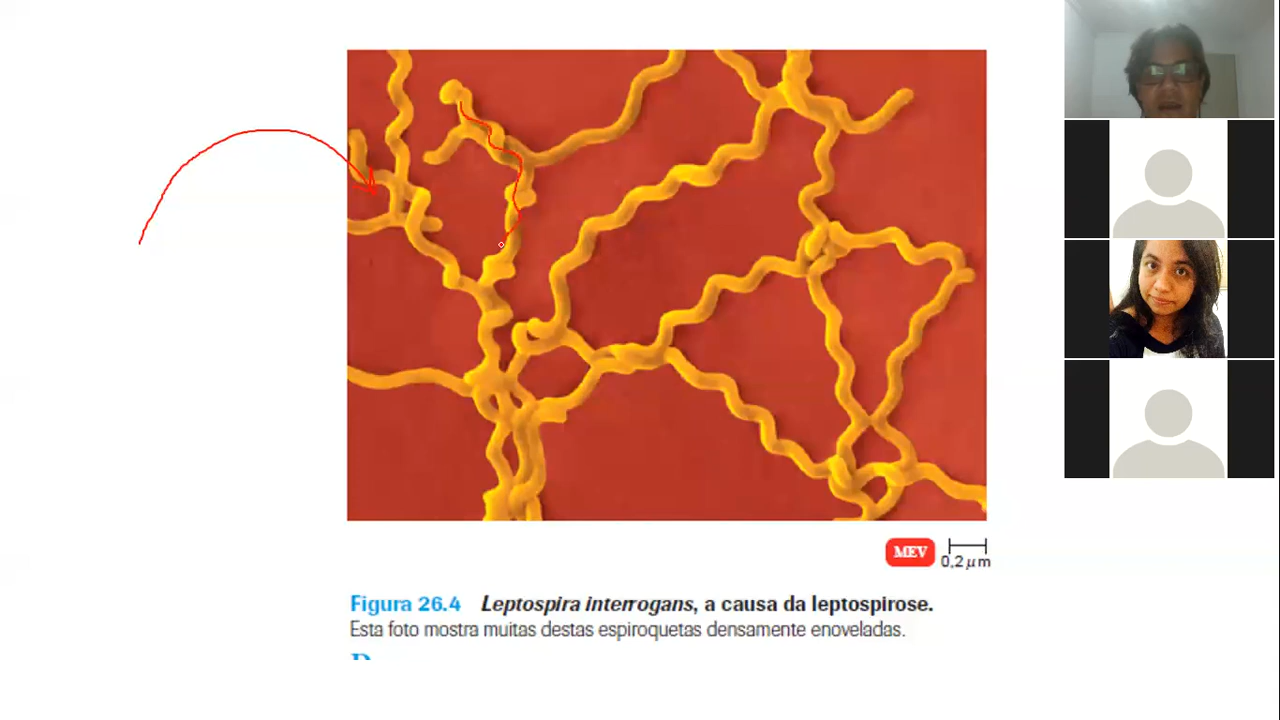 MEV
0,2 µm
Figura 26.4 Leptospira interrogans, a causa da leptospirose.
Esta foto mostra muitas destas espiroquetas densamente enoveladas.